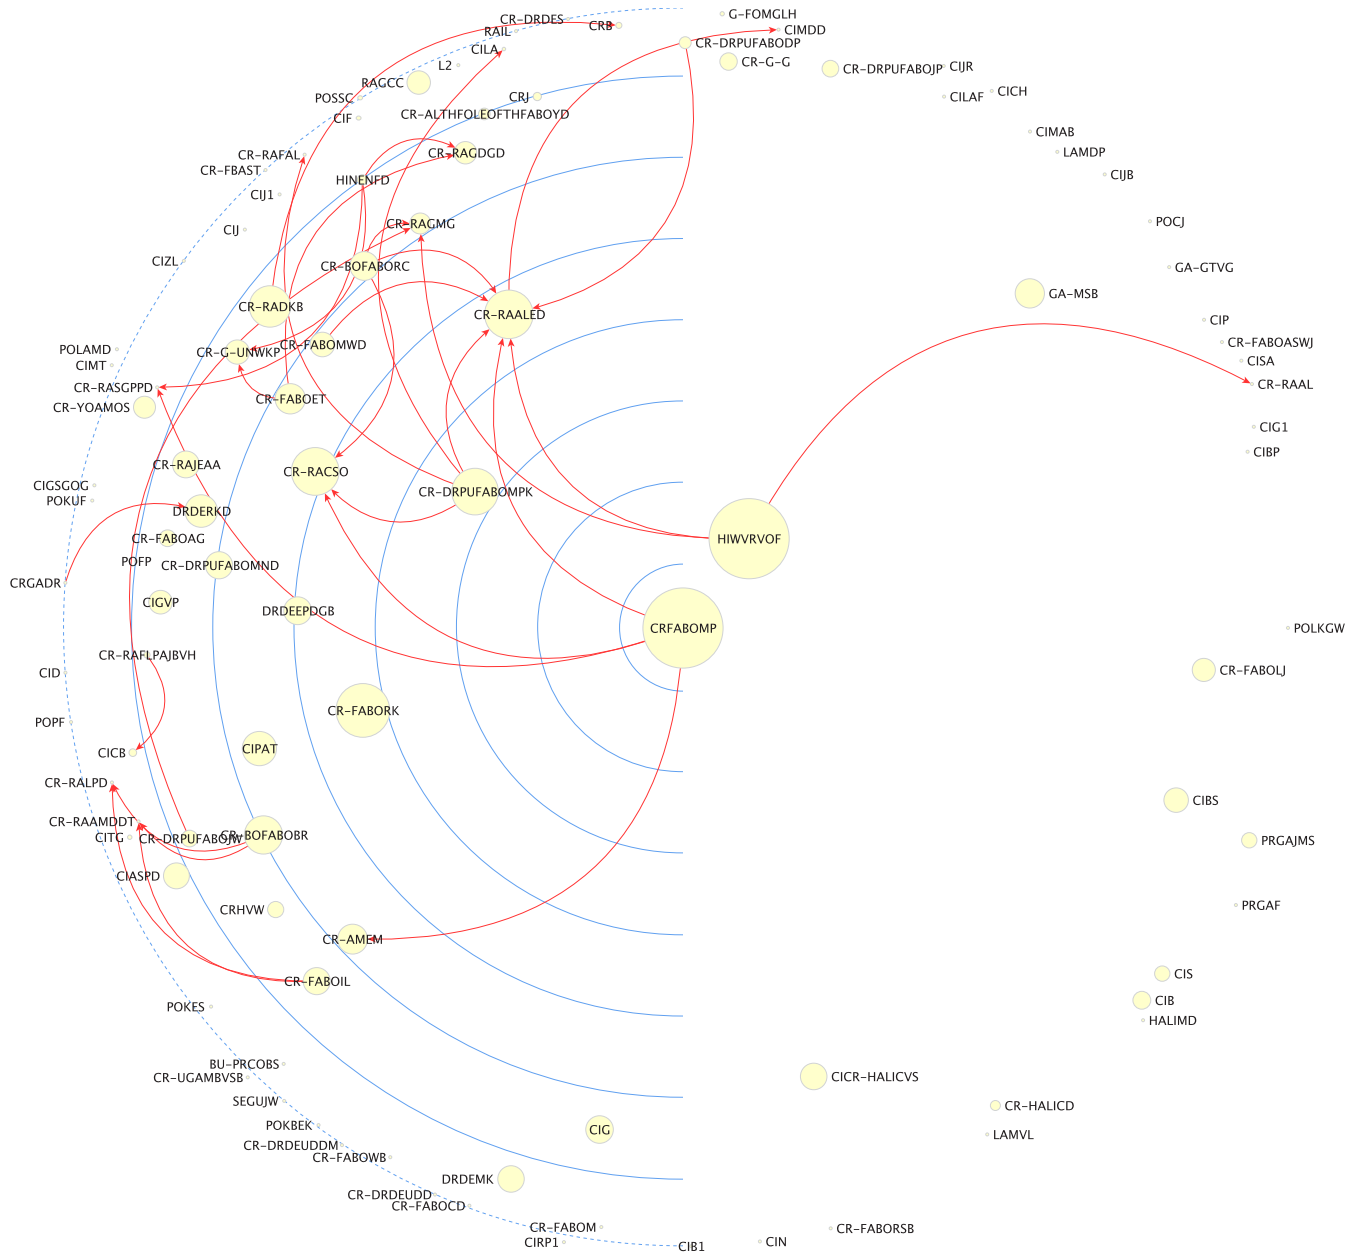 G-FOMGLH
CR-DRDES
CRB
RAIL
CIMDD
CR-DRPUFABODP
CILA
CR-G-G
L2
CR-DRPUFABOJP
CIJR
RAGCC
CICH
POSSC
CRJ
CILAF
CIF
CR-ALTHFOLEOFTHFABOYD
CIMAB
CR-RAFAL
CR-RAGDGD
LAMDP
CR-FBAST
CIJB
HINENFD
CIJ1
CR-RAGMG
POCJ
CIJ
CIZL
CR-BOFABORC
GA-GTVG
GA-MSB
CR-RADKB
CR-RAALED
CIP
CR-FABOMWD
CR-FABOASWJ
POLAMD
CR-G-UNWKP
CISA
CIMT
CR-RASGPPD
CR-RAAL
CR-FABOET
CR-YOAMOS
CIG1
CIBP
CR-RAJEAA
CR-RACSO
CIGSGOG
CR-DRPUFABOMPK
POKUF
DRDERKD
CR-FABOAG
HIWVRVOF
POFP
CR-DRPUFABOMND
CRGADR
CIGVP
DRDEEPDGB
CRFABOMP
POLKGW
CR-RAFLPAJBVH
CID
CR-FABOLJ
CR-FABORK
POPF
CIPAT
CICB
CR-RALPD
CIBS
CR-RAAMDDT
CITG
CR-DRPUFABOJW
CR-BOFABOBR
PRGAJMS
CIASPD
CRHVW
PRGAF
CR-AMEM
CR-FABOIL
CIS
CIB
POKES
HALIMD
BU-PRCOBS
CR-UGAMBVSB
CICR-HALICVS
SEGUJW
CR-HALICD
POKBEK
CIG
LAMVL
CR-DRDEUDDM
CR-FABOWB
DRDEMK
CR-DRDEUDD
CR-FABOCD
CR-FABOM
CR-FABORSB
CIRP1
CIB1
CIN